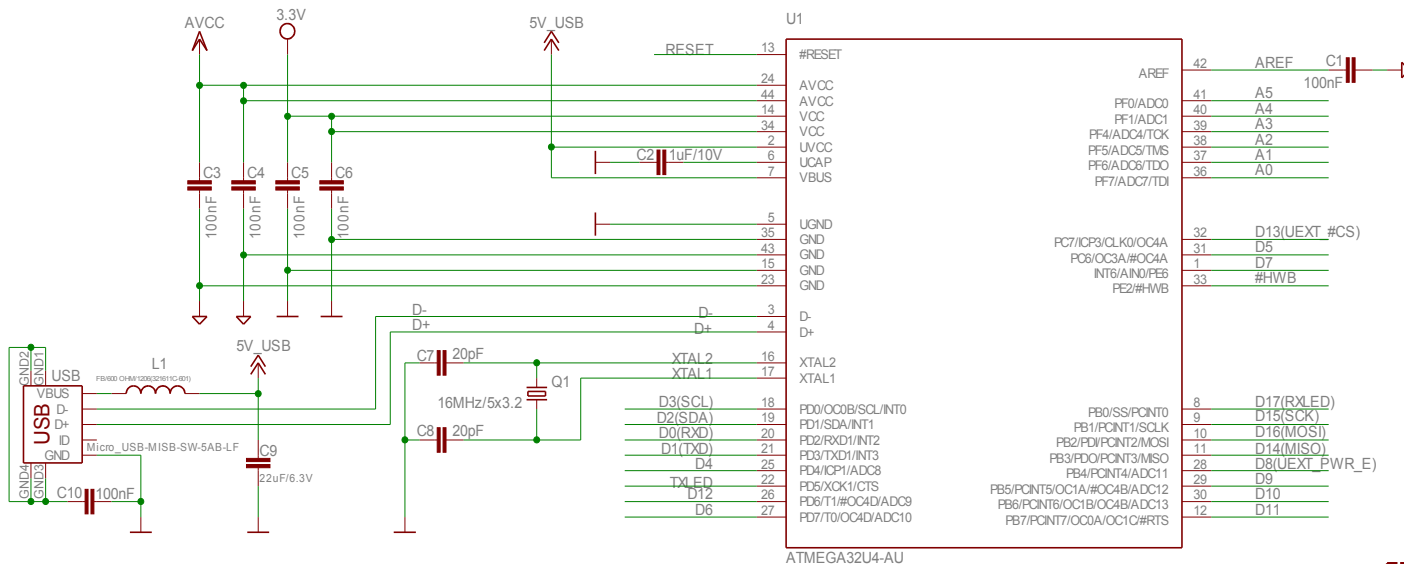 AVCC
3.3V
5V_USB
U1
RESET
13
#RESET
24
AVCC
44
AVCC
14
VCC
34
VCC
2
UVCC
C2
1uF/10V
6
UCAP
7
VBUS
C3
100nF
C4
100nF
C5
100nF
C6
100nF
5
UGND
35
GND
43
GND
15
GND
23
GND
D-
D-
3
D-
D+
D+
4
D+
C7
20pF
XTAL2
16
XTAL2
XTAL1
17
XTAL1
Q1
16MHz/5x3.2
C8
20pF
D3(SCL)
18
PD0/OC0B/SCL/INT0
D2(SDA)
19
PD1/SDA/INT1
D0(RXD)
20
PD2/RXD1/INT2
D1(TXD)
21
PD3/TXD1/INT3
D4
25
PD4/ICP1/ADC8
TXLED
22
PD5/XCK1/CTS
D12
26
PD6/T1/#OC4D/ADC9
D6
27
PD7/T0/OC4D/ADC10
AREF
42
AREF
C1
100nF
PF0/ADC0
41
A5
PF1/ADC1
40
A4
PF4/ADC4/TCK
39
A3
PF5/ADC5/TMS
38
A2
PF6/ADC6/TDO
37
A1
PF7/ADC7/TDI
36
A0
PC7/ICP3/CLK0/OC4A
32
D13(UEXT_#CS)
PC6/OC3A/#OC4A
31
D5
INT6/AIN0/PE6
1
D7
PE2/#HWB
33
#HWB
PB0/SS/PCINT0
8
D17(RXLED)
PB1/PCINT1/SCLK
9
D15(SCK)
PB2/PDI/PCINT2/MOSI
10
D16(MOSI)
PB3/PDO/PCINT3/MISO
11
D14(MISO)
PB4/PCINT4/ADC11
28
D8(UEXT_PWR_E)
PB5/PCINT5/OC1A/#OC4B/ADC12
29
D9
PB6/PCINT6/OC1B/OC4B/ADC13
30
D10
PB7/PCINT7/OC0A/OC1C/#RTS
12
D11
ATMEGA32U4-AU
5V_USB
L1
FB/600 OHM/1206(321611C-601)
GND2
GND1
USB
USB
VBUS
D-
D+
ID
GND
Micro_USB-MISB-SW-5AB-LF
GND4
GND3
C9
22uF/6.3V
C10
100nF